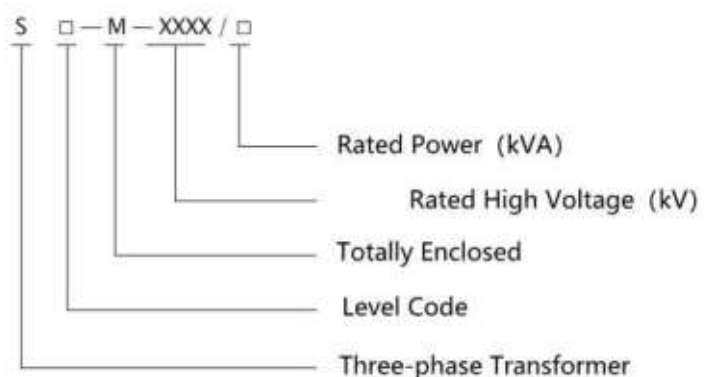 S □ — M — XXXX / □
Rated Power (kVA)
Rated High Voltage (kV)
Totally Enclosed
Level Code
Three-phase Transformer